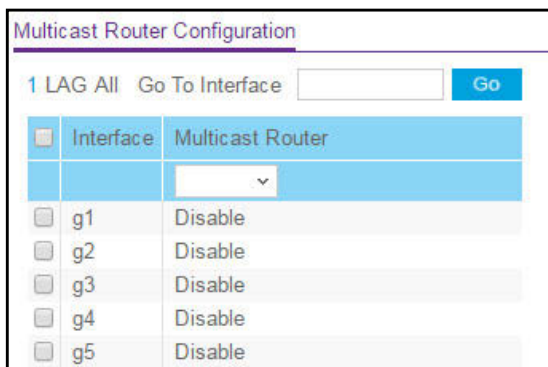 Multicast Router Configuration
1 LAG All Go To Interface Go
Interface Multicast Router
g1 Disable
g2 Disable
g3 Disable
g4 Disable
g5 Disable